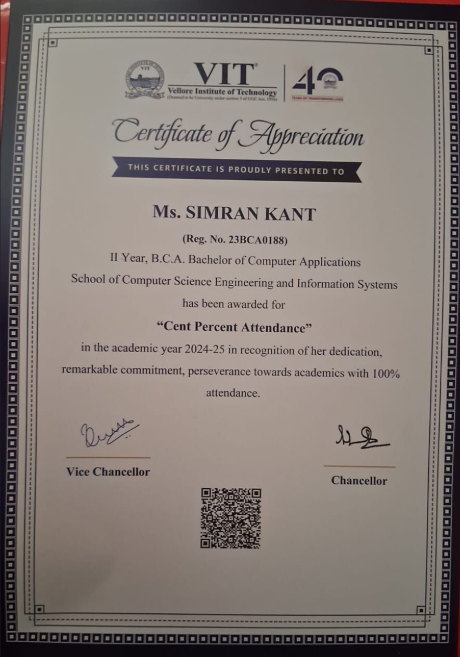 VIT
Vellore Institute of Technology
(Deemed to be University under section 3 of UGC Act, 1956)
40
Certificate of Appreciation
THIS CERTIFICATE IS PROUDLY PRESENTED TO
Ms. SIMRAN KANT
(Reg. No. 23BCA0188)
II Year, B.C.A. Bachelor of Computer Applications
School of Computer Science Engineering and Information Systems
has been awarded for
“Cent Percent Attendance”
in the academic year 2024-25 in recognition of her dedication,
remarkable commitment, perseverance towards academics with 100%
attendance.
Vice Chancellor
Chancellor